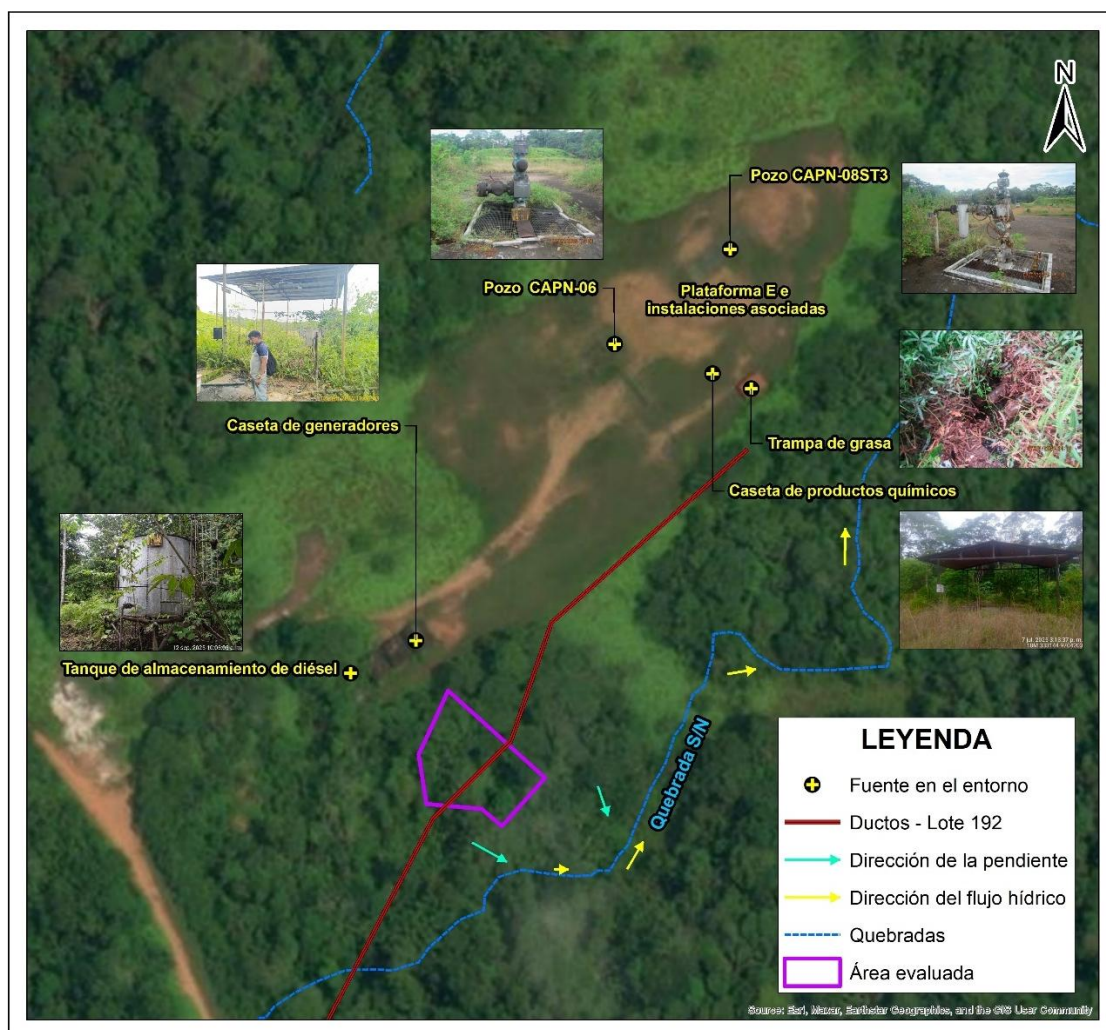 N
Pozo CAPN-08ST3
Pozo CAPN-06
Plataforma E e
instalaciones asociadas
Caseta de generadores
Trampa de grasa
Caseta de productos químicos
Tanque de almacenamiento de diésel
Quebrada S/N
LEYENDA
Fuente en el entorno
Ductos - Lote 192
Dirección de la pendiente
Dirección del flujo hídrico
Quebradas
Área evaluada
Source: Esri, Maxar, Earthstar Geographics, and the GIS User Community